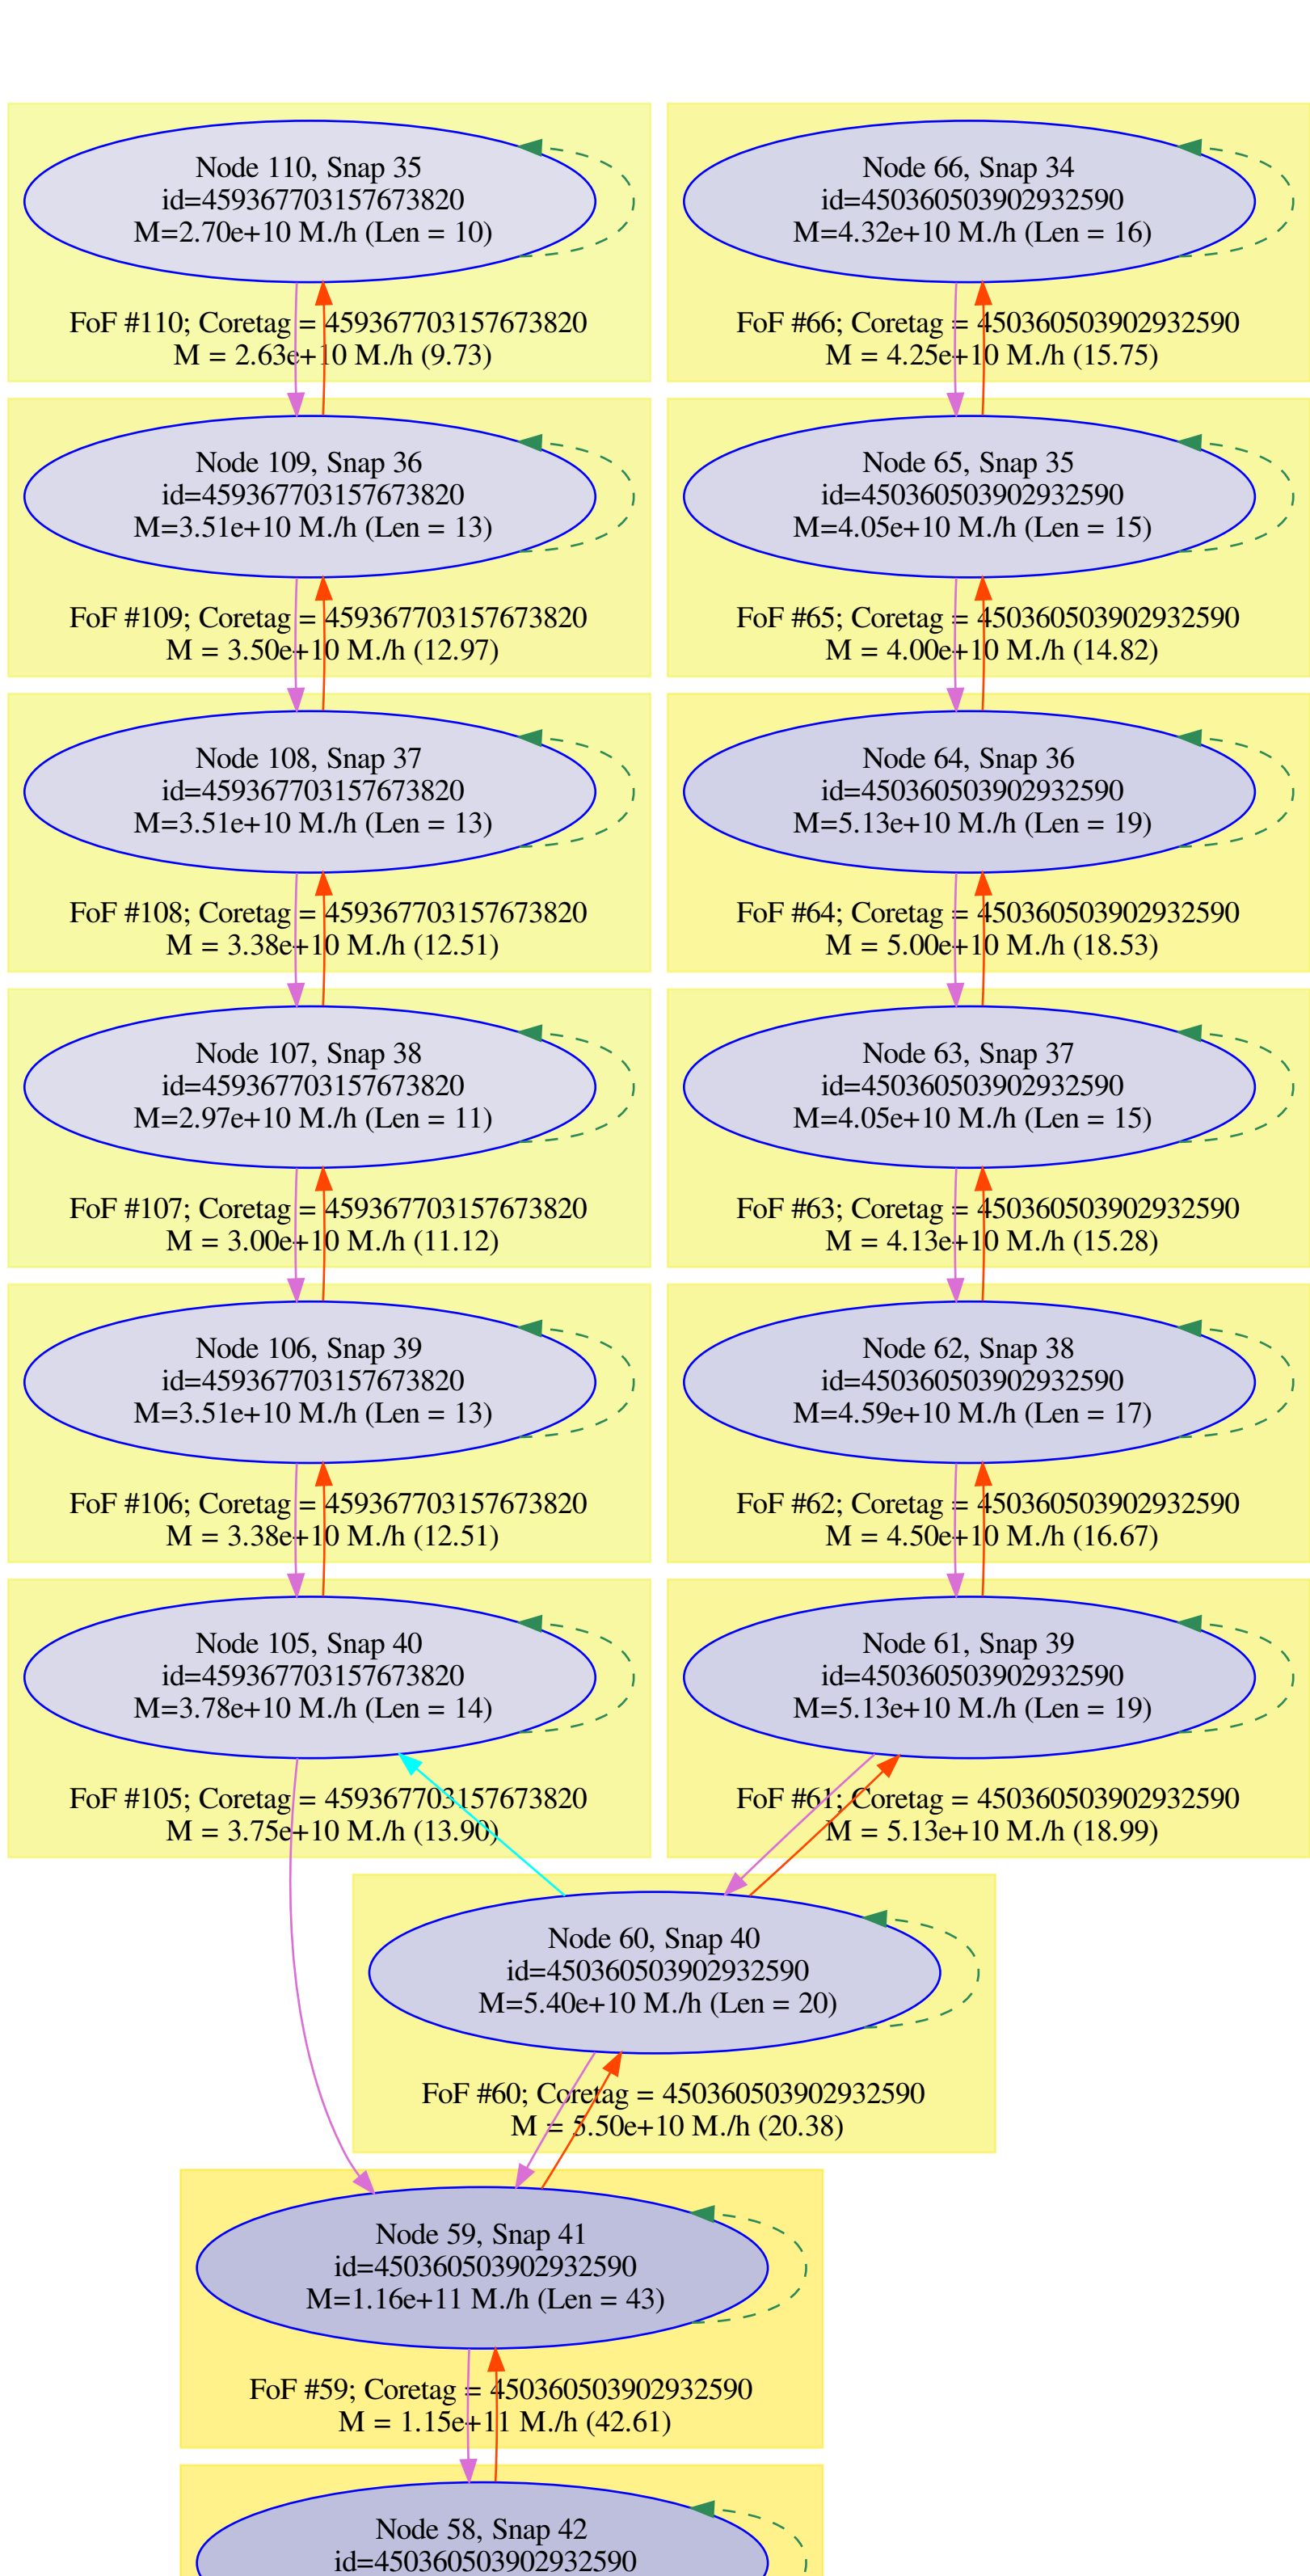 Node 110, Snap 35
id=459367703157673820
M=2.70e+10 M./h (Len = 10)
FoF #110; Coretag = 459367703157673820
M = 2.63e+10 M./h (9.73)
Node 66, Snap 34
id=450360503902932590
M=4.32e+10 M./h (Len = 16)
FoF #66; Coretag = 450360503902932590
M = 4.25e+10 M./h (15.75)
Node 109, Snap 36
id=459367703157673820
M=3.51e+10 M./h (Len = 13)
FoF #109; Coretag = 459367703157673820
M = 3.50e+10 M./h (12.97)
Node 65, Snap 35
id=450360503902932590
M=4.05e+10 M./h (Len = 15)
FoF #65; Coretag = 450360503902932590
M = 4.00e+10 M./h (14.82)
Node 108, Snap 37
id=459367703157673820
M=3.51e+10 M./h (Len = 13)
FoF #108; Coretag = 459367703157673820
M = 3.38e+10 M./h (12.51)
Node 64, Snap 36
id=450360503902932590
M=5.13e+10 M./h (Len = 19)
FoF #64; Coretag = 450360503902932590
M = 5.00e+10 M./h (18.53)
Node 107, Snap 38
id=459367703157673820
M=2.97e+10 M./h (Len = 11)
FoF #107; Coretag = 459367703157673820
M = 3.00e+10 M./h (11.12)
Node 63, Snap 37
id=450360503902932590
M=4.05e+10 M./h (Len = 15)
FoF #63; Coretag = 450360503902932590
M = 4.13e+10 M./h (15.28)
Node 106, Snap 39
id=459367703157673820
M=3.51e+10 M./h (Len = 13)
FoF #106; Coretag = 459367703157673820
M = 3.38e+10 M./h (12.51)
Node 62, Snap 38
id=450360503902932590
M=4.59e+10 M./h (Len = 17)
FoF #62; Coretag = 450360503902932590
M = 4.50e+10 M./h (16.67)
Node 105, Snap 40
id=459367703157673820
M=3.78e+10 M./h (Len = 14)
FoF #105; Coretag = 459367703157673820
M = 3.75e+10 M./h (13.90)
Node 61, Snap 39
id=450360503902932590
M=5.13e+10 M./h (Len = 19)
FoF #61; Coretag = 450360503902932590
M = 5.13e+10 M./h (18.99)
Node 60, Snap 40
id=450360503902932590
M=5.40e+10 M./h (Len = 20)
FoF #60; Coretag = 450360503902932590
M = 5.50e+10 M./h (20.38)
Node 59, Snap 41
id=450360503902932590
M=1.16e+11 M./h (Len = 43)
FoF #59; Coretag = 450360503902932590
M = 1.15e+11 M./h (42.61)
Node 58, Snap 42
id=450360503902932590